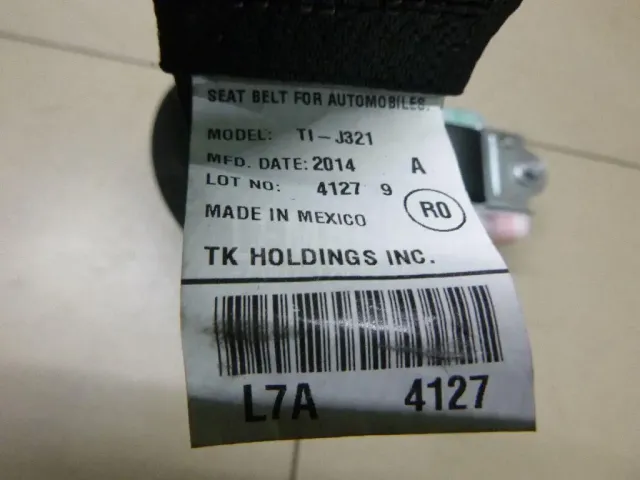 SEAT BELT FOR AUTOMOBILES.
MODEL: TI-J321
MFD. DATE: 2014 A
LOT NO: 4127 9
RO
MADE IN MEXICO
TK HOLDINGS INC.
L7A 4127